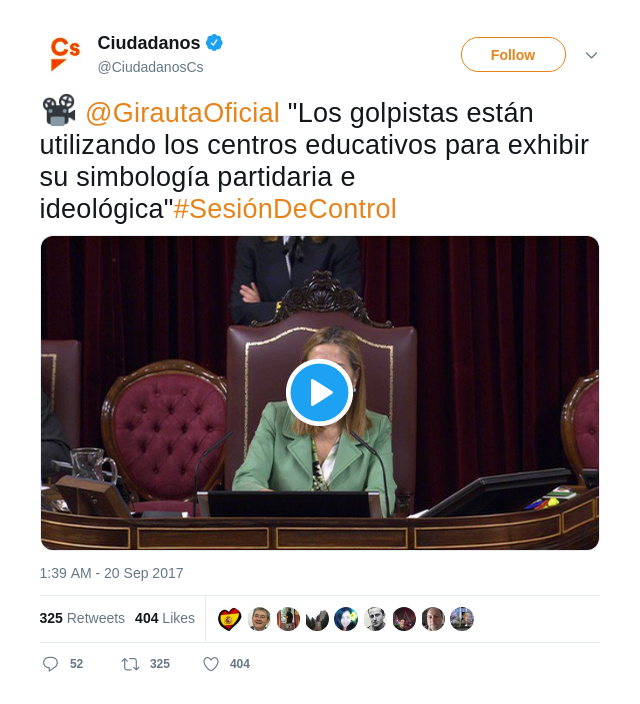 Cs
Ciudadanos
@CiudadanosCs
Follow
@GirautaOficial "Los golpistas están
utilizando los centros educativos para exhibir
su simbología partidaria e
ideológica"#SesiónDeControl
1:39 AM - 20 Sep 2017
325 Retweets 404 Likes
52 325 404